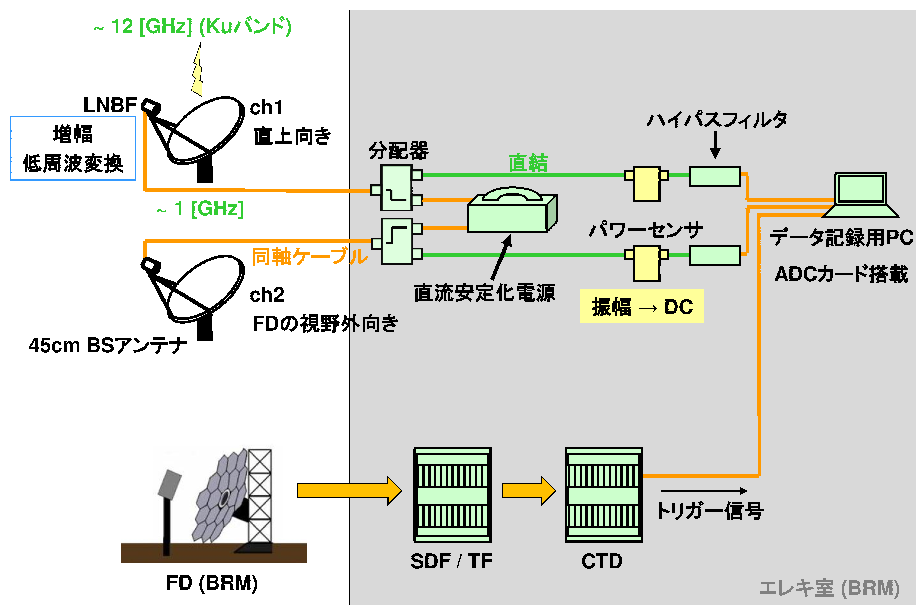 ~ 12 [GHz] (Kuバンド)
LNBF
ch1
直上向き
増幅
低周波変換
分配器
直結
ハイパスフィルタ
~ 1 [GHz]
同軸ケーブル
パワーセンサ
データ記録用PC
ADCカード搭載
直流安定化電源
振幅 → DC
ch2
FDの視野外向き
45cm BSアンテナ
トリガー信号
SDF / TF
CTD
FD (BRM)
エレキ室 (BRM)